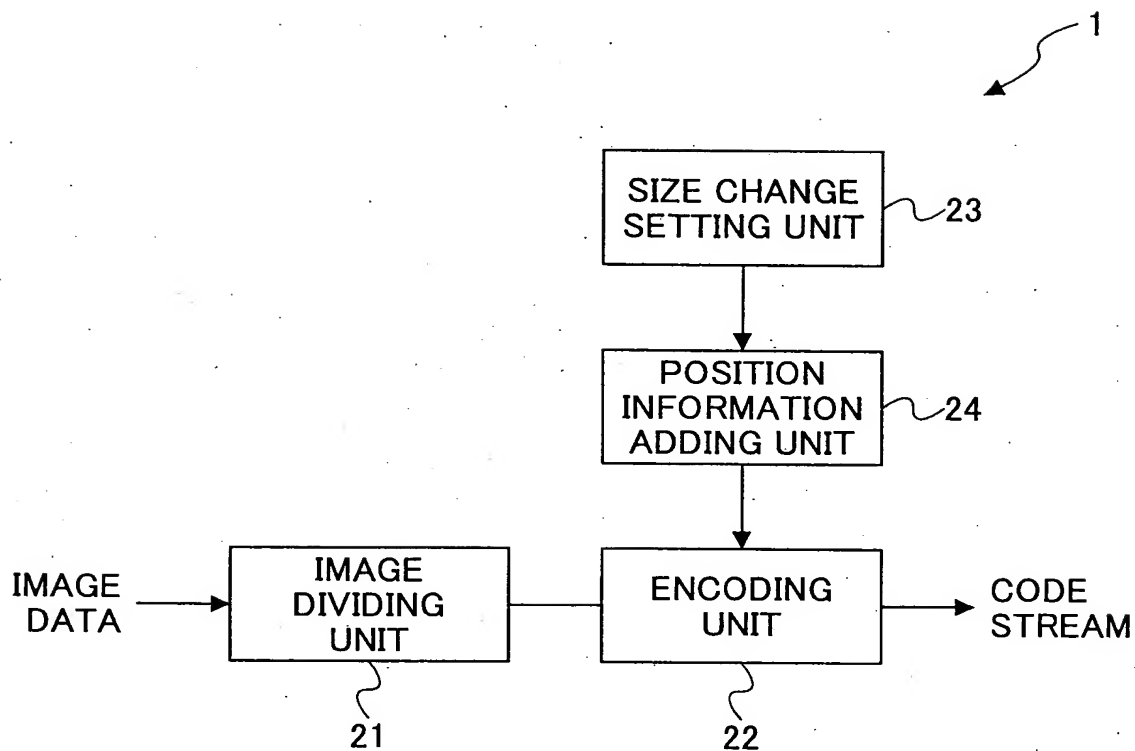 1
SIZE CHANGE
SETTING UNIT
23
POSITION
INFORMATION
ADDING UNIT
24
IMAGE
DATA
IMAGE
DIVIDING
UNIT
21
ENCODING
UNIT
22
CODE
STREAM